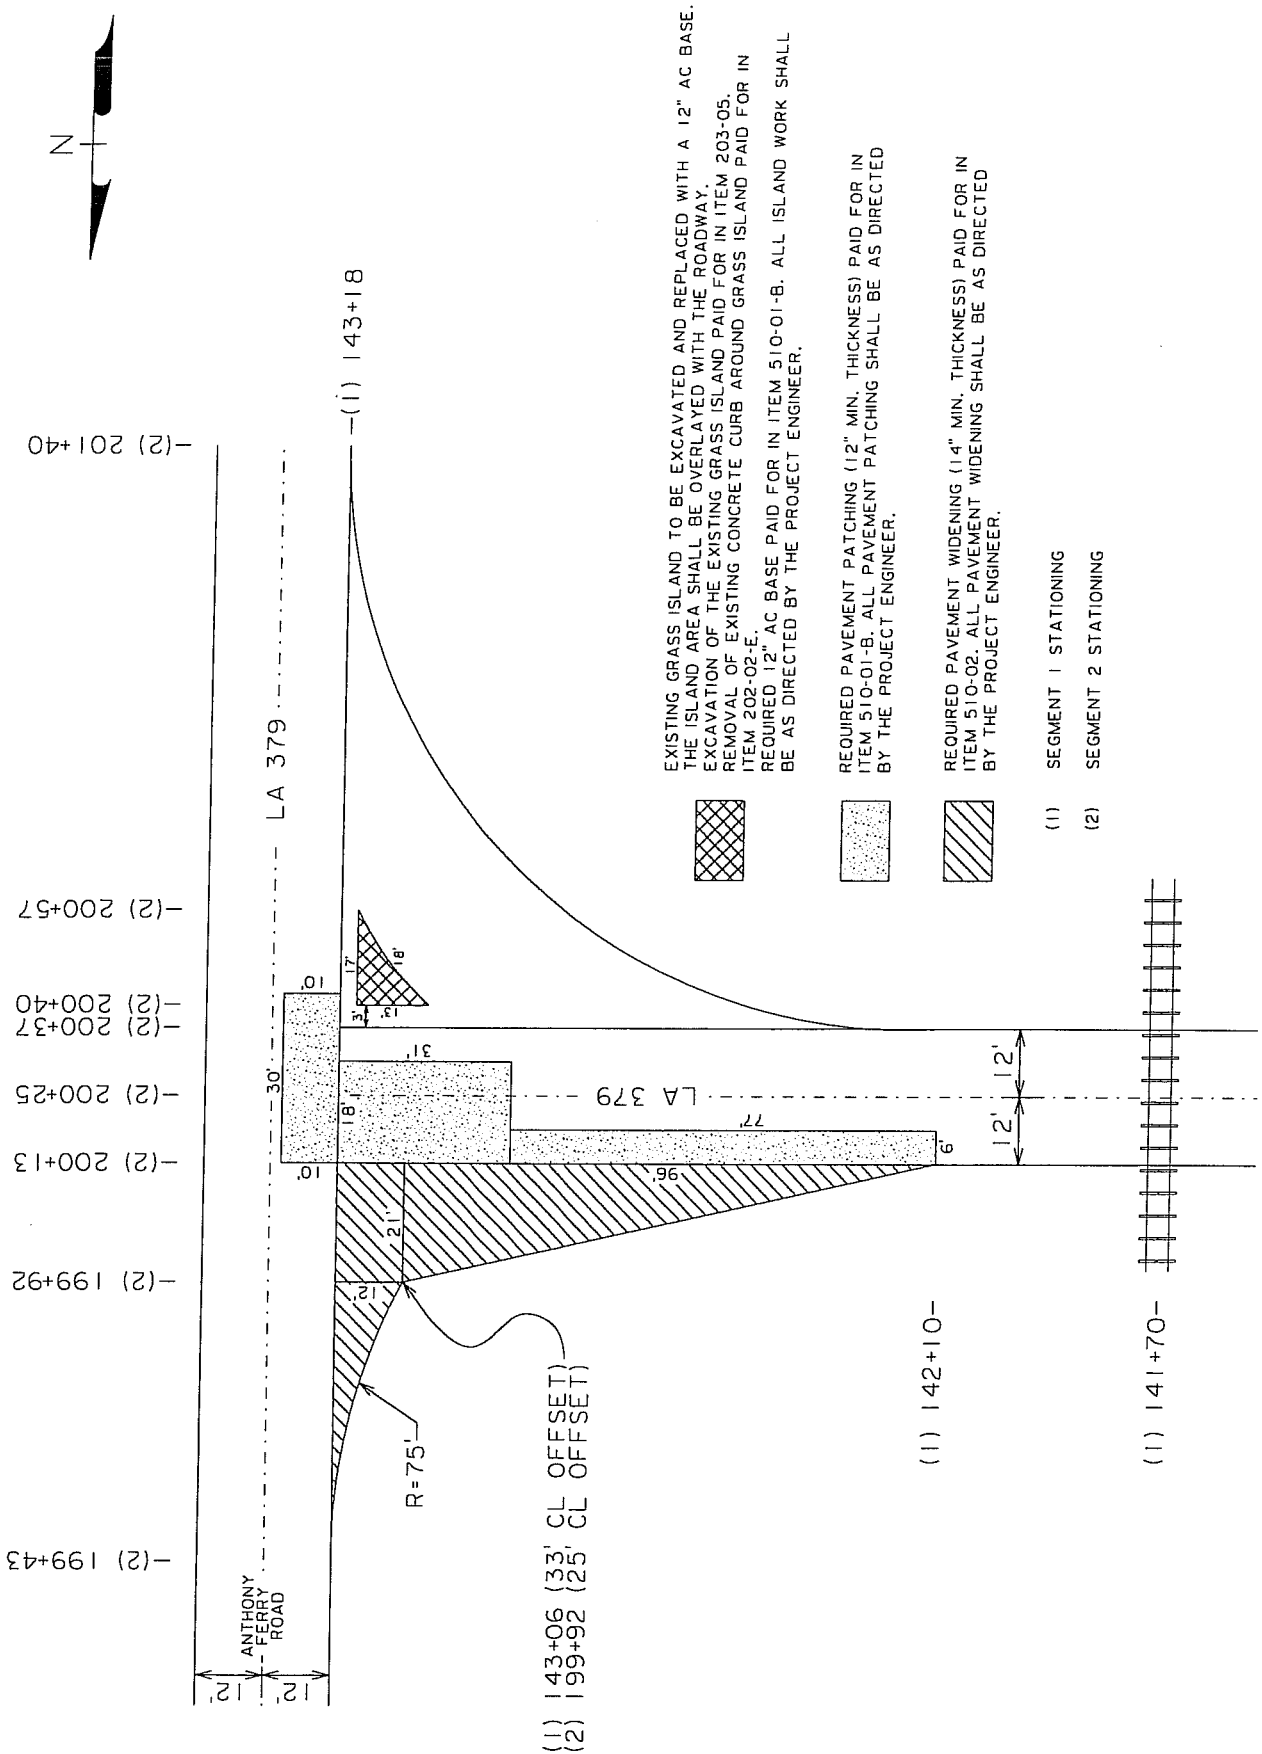 N
(2) 201+40
(2) 200+57
(2) 200+40
(2) 200+37
(2) 200+25
(2) 200+13
(2) 199+92
(2) 199+43
(1) 143+18
LA 379
ANTHONY
FERRY
ROAD
12'
12'
10'
30'
10'
17'
18'
13'
3'
18'
31'
LA 379
77'
6'
96'
21'
12'
12'
12'
R=75'
(1) 143+06 (33' CL OFFSET)
(2) 199+92 (25' CL OFFSET)
(1) 142+10
(1) 141+70
EXISTING GRASS ISLAND TO BE EXCAVATED AND REPLACED WITH A 12" AC BASE.
THE ISLAND AREA SHALL BE OVERLAYED WITH THE ROADWAY.
EXCAVATION OF THE EXISTING GRASS ISLAND PAID FOR IN ITEM 203-05.
REMOVAL OF EXISTING CONCRETE CURB AROUND GRASS ISLAND PAID FOR IN
ITEM 202-02-E.
REQUIRED 12" AC BASE PAID FOR IN ITEM 510-01-B. ALL ISLAND WORK SHALL
BE AS DIRECTED BY THE PROJECT ENGINEER.
REQUIRED PAVEMENT PATCHING (12" MIN. THICKNESS) PAID FOR IN
ITEM 510-01-B. ALL PAVEMENT PATCHING SHALL BE AS DIRECTED
BY THE PROJECT ENGINEER.
REQUIRED PAVEMENT WIDENING (14" MIN. THICKNESS) PAID FOR IN
ITEM 510-02. ALL PAVEMENT WIDENING SHALL BE AS DIRECTED
BY THE PROJECT ENGINEER.
(1) SEGMENT 1 STATIONING
(2) SEGMENT 2 STATIONING